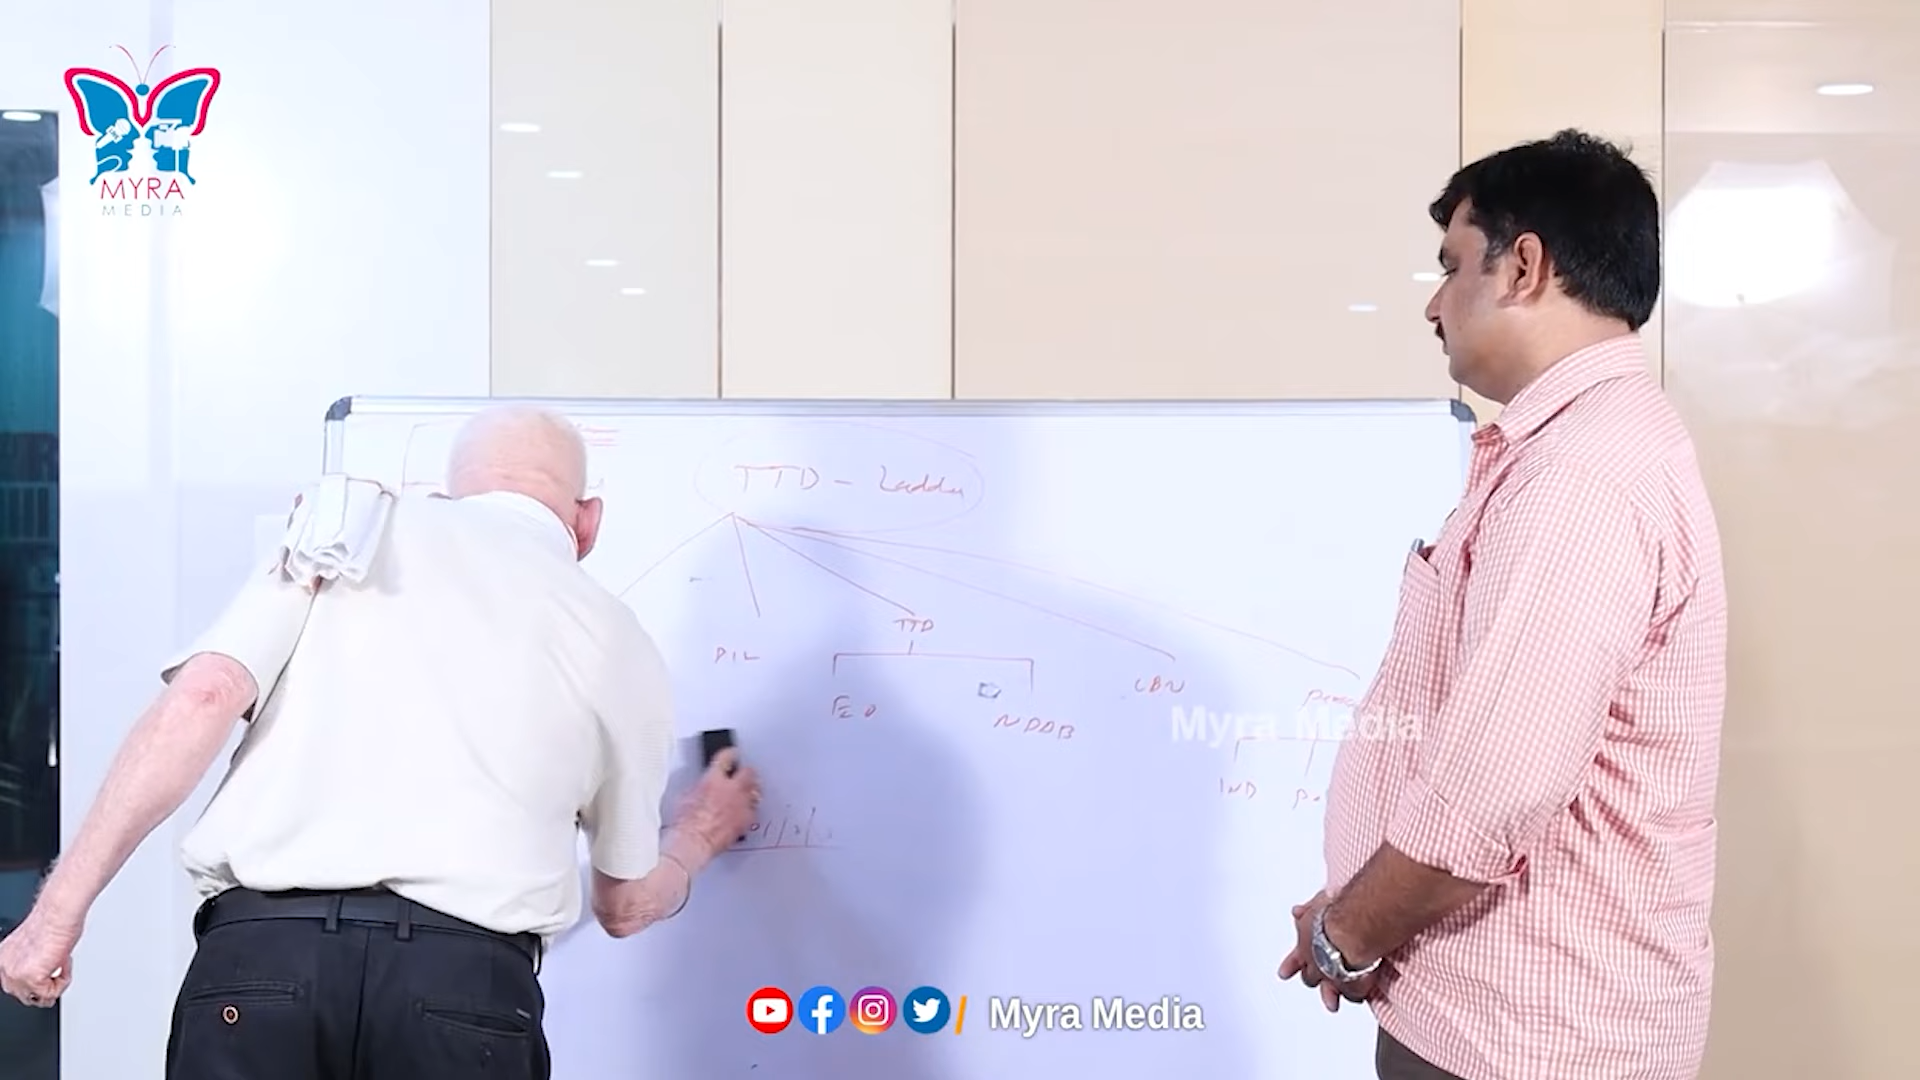 MYRA
MEDIA
TTD - Laddu
TTD
PIL
CBN
EO
NDDB
Myra Media
IND
Myra Media